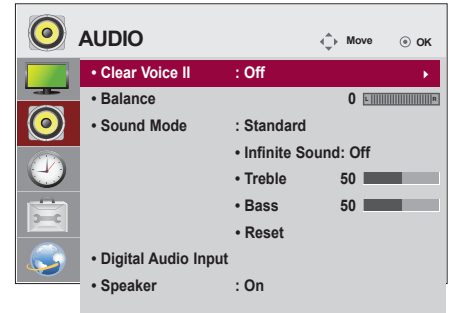 AUDIO Move OK
• Clear Voice II : Off
• Balance 0 L R
• Sound Mode : Standard
• Infinite Sound: Off
• Treble 50
• Bass 50
• Reset
• Digital Audio Input
• Speaker : On